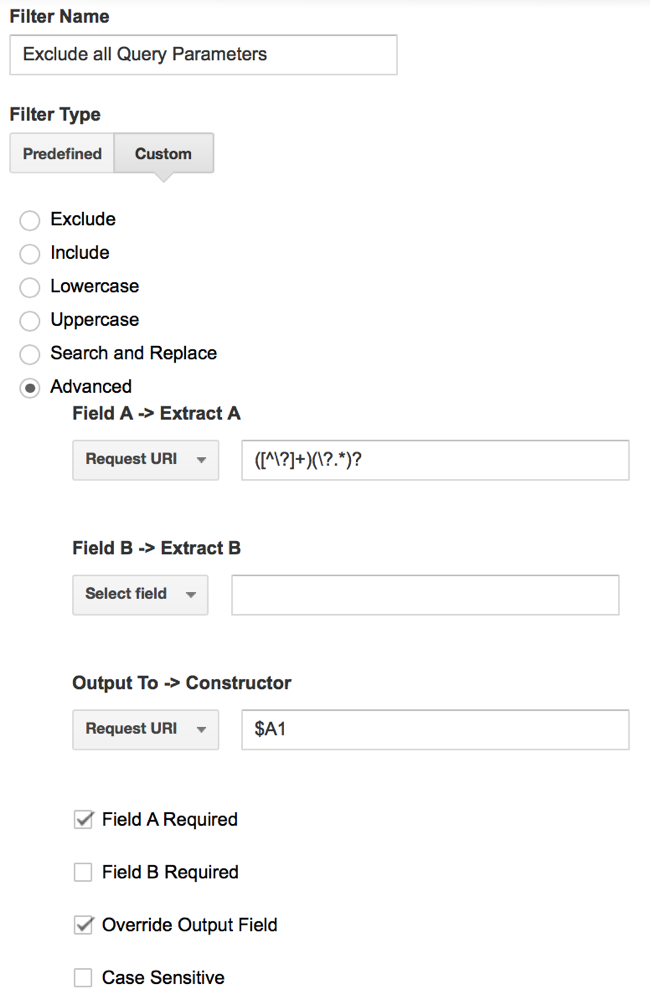 Filter Name
Exclude all Query Parameters
Filter Type
Predefined Custom
Exclude
Include
Lowercase
Uppercase
Search and Replace
Advanced
Field A -> Extract A
Request URI ([^\?]+)(\?.*)?
Field B -> Extract B
Select field
Output To -> Constructor
Request URI $A1
Field A Required
Field B Required
Override Output Field
Case Sensitive